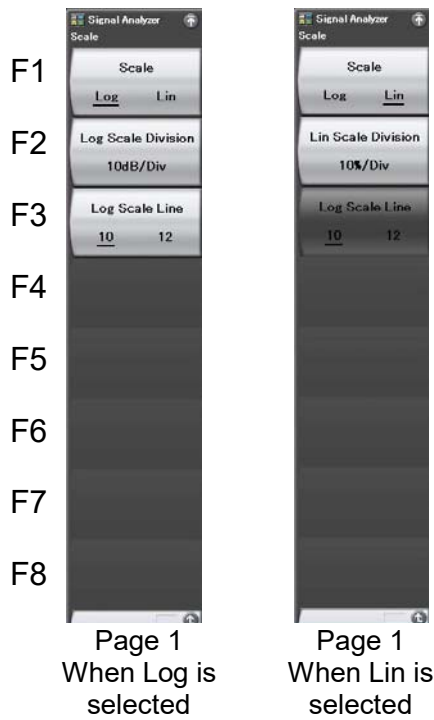 Signal Analyzer
Scale
F1
Scale
Log Lin
F2
Log Scale Division
10dB/Div
F3
Log Scale Line
10 12
F4
F5
F6
F7
F8
Page 1
When Log is
selected
Signal Analyzer
Scale
Scale
Log Lin
Lin Scale Division
10%/Div
Log Scale Line
10 12
Page 1
When Lin is
selected